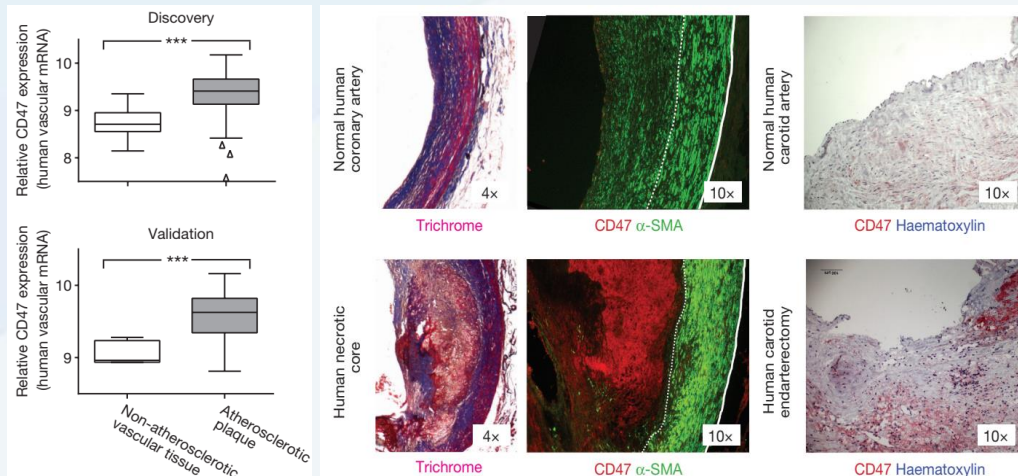 Discovery
***
Relative CD47 expression
(human vascular mRNA)
10
9
8
Validation
***
Relative CD47 expression
(human vascular mRNA)
10
9
Non-atherosclerotic
vascular tissue
Atherosclerotic
plaque
Normal human
coronary artery
4×
Trichrome
10×
CD47 α-SMA
Normal human
carotid artery
10×
CD47 Haematoxylin
Human necrotic
core
4×
Trichrome
10×
CD47 α-SMA
Human carotid
endarterectomy
10×
CD47 Haematoxylin